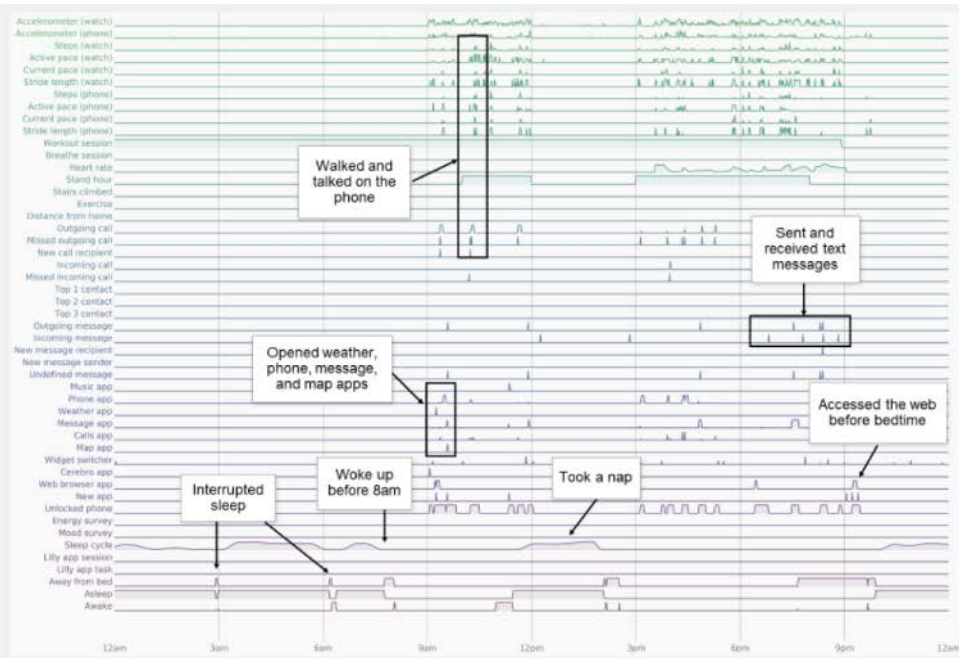 Accelerometer (watch)
Accelerometer (phone)
Steps (watch)
Active pace (watch)
Current pace (watch)
Stride length (watch)
Steps (phone)
Active pace (phone)
Current pace (phone)
Stride length (phone)
Workout session
Breathe session
Heart rate
Stand hour
Stairs climbed
Exercise
Distance from home
Outgoing call
Missed outgoing call
New call recipient
Incoming call
Missed incoming call
Top 1 contact
Top 2 contact
Top 3 contact
Outgoing message
Incoming message
New message recipient
New message sender
Undefined message
Music app
Phone app
Weather app
Message app
Calls app
Map app
Widget switcher
Cerebro app
Web browser app
New app
Unlocked phone
Energy survey
Mood survey
Sleep cycle
Lilly app session
Lilly app task
Away from bed
Asleep
Awake
Walked and
talked on the
phone
Sent and
received text
messages
Opened weather,
phone, message,
and map apps
Accessed the web
before bedtime
Interrupted
sleep
Woke up
before 8am
Took a nap
12am
3am
6am
9am
12pm
3pm
6pm
9pm
12am